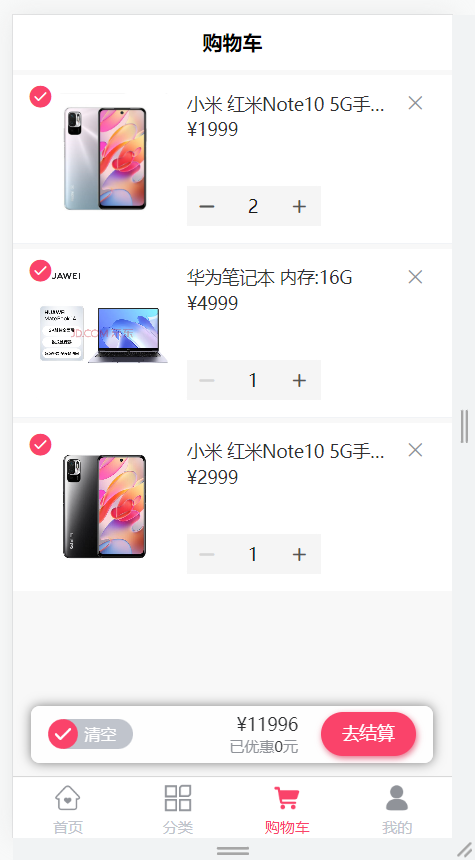 购物车
小米 红米Note10 5G手...
¥1999
2
UAWEI
JD.COM
华为笔记本 内存:16G
¥4999
1
小米 红米Note10 5G手...
¥2999
1
清空
¥11996
已优惠0元
去结算
首页
分类
购物车
我的